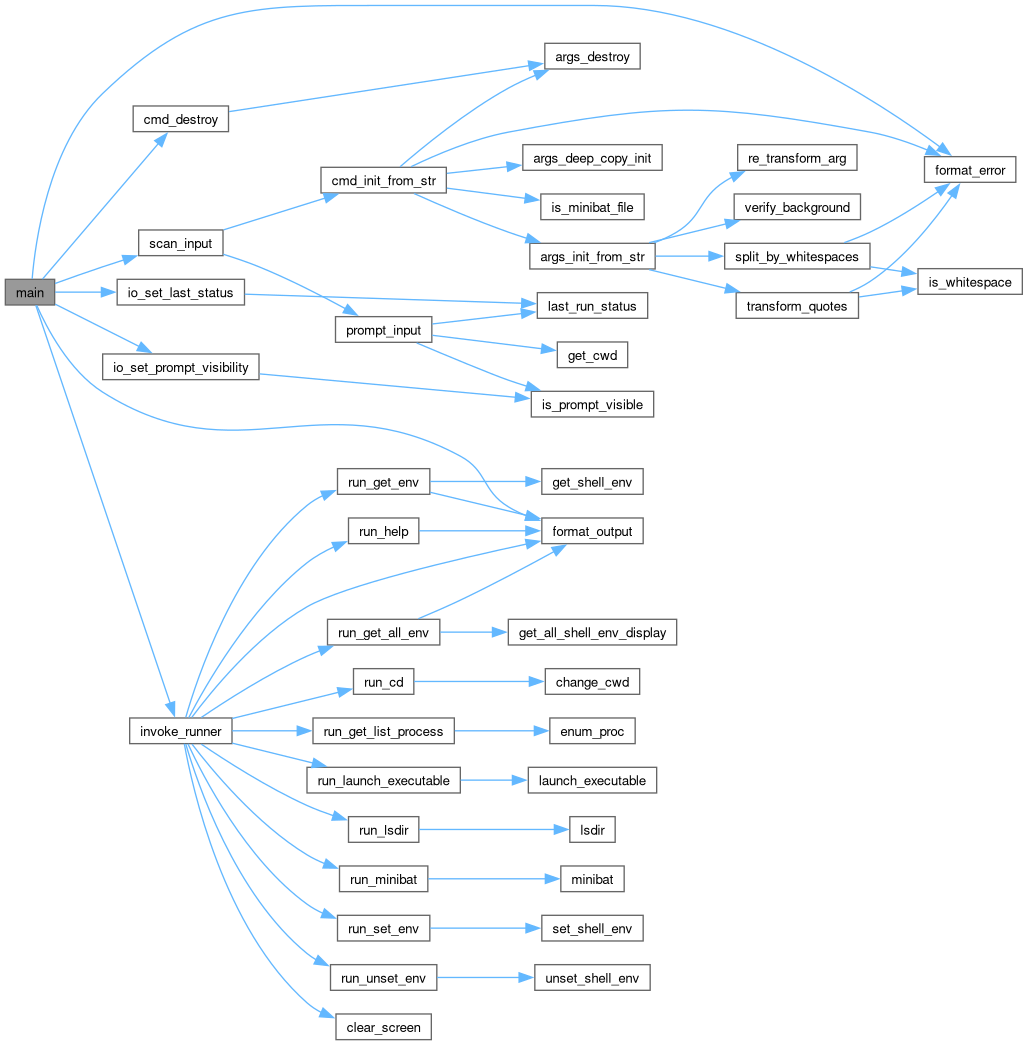 args_destroy
cmd_destroy
args_deep_copy_init
re_transform_arg
format_error
cmd_init_from_str
is_minibat_file
verify_background
scan_input
args_init_from_str
split_by_whitespaces
main
io_set_last_status
last_run_status
transform_quotes
is_whitespace
prompt_input
get_cwd
io_set_prompt_visibility
is_prompt_visible
run_get_env
get_shell_env
run_help
format_output
run_get_all_env
get_all_shell_env_display
run_cd
change_cwd
invoke_runner
run_get_list_process
enum_proc
run_launch_executable
launch_executable
run_lsdir
lsdir
run_minibat
minibat
run_set_env
set_shell_env
run_unset_env
unset_shell_env
clear_screen